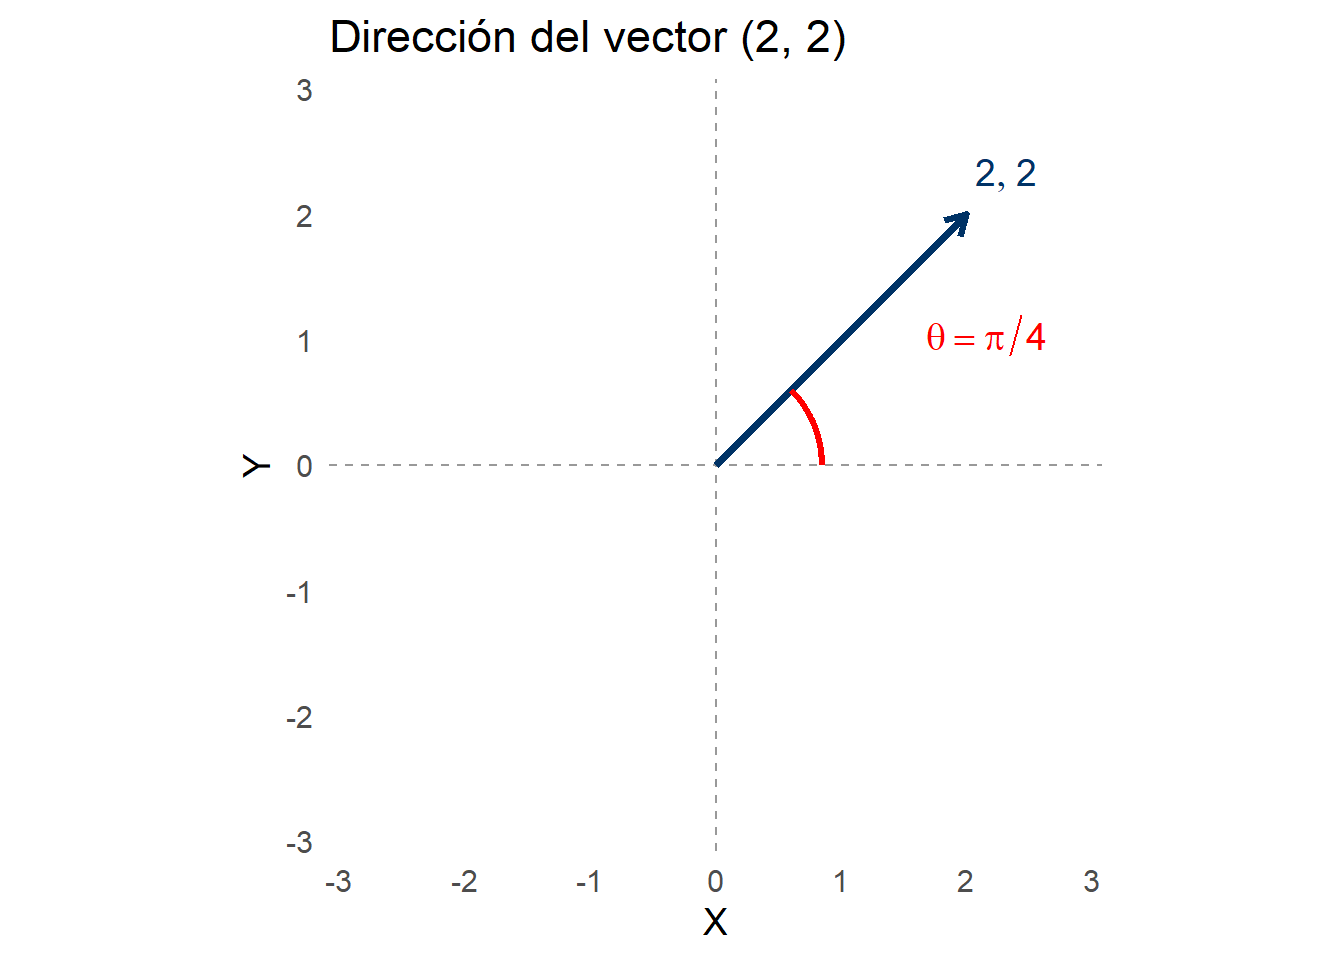 Dirección del vector (2, 2)
3
2, 2
2
θ = π/4
1
Y
0
-1
-2
-3
-3 -2 -1 0 1 2 3
X